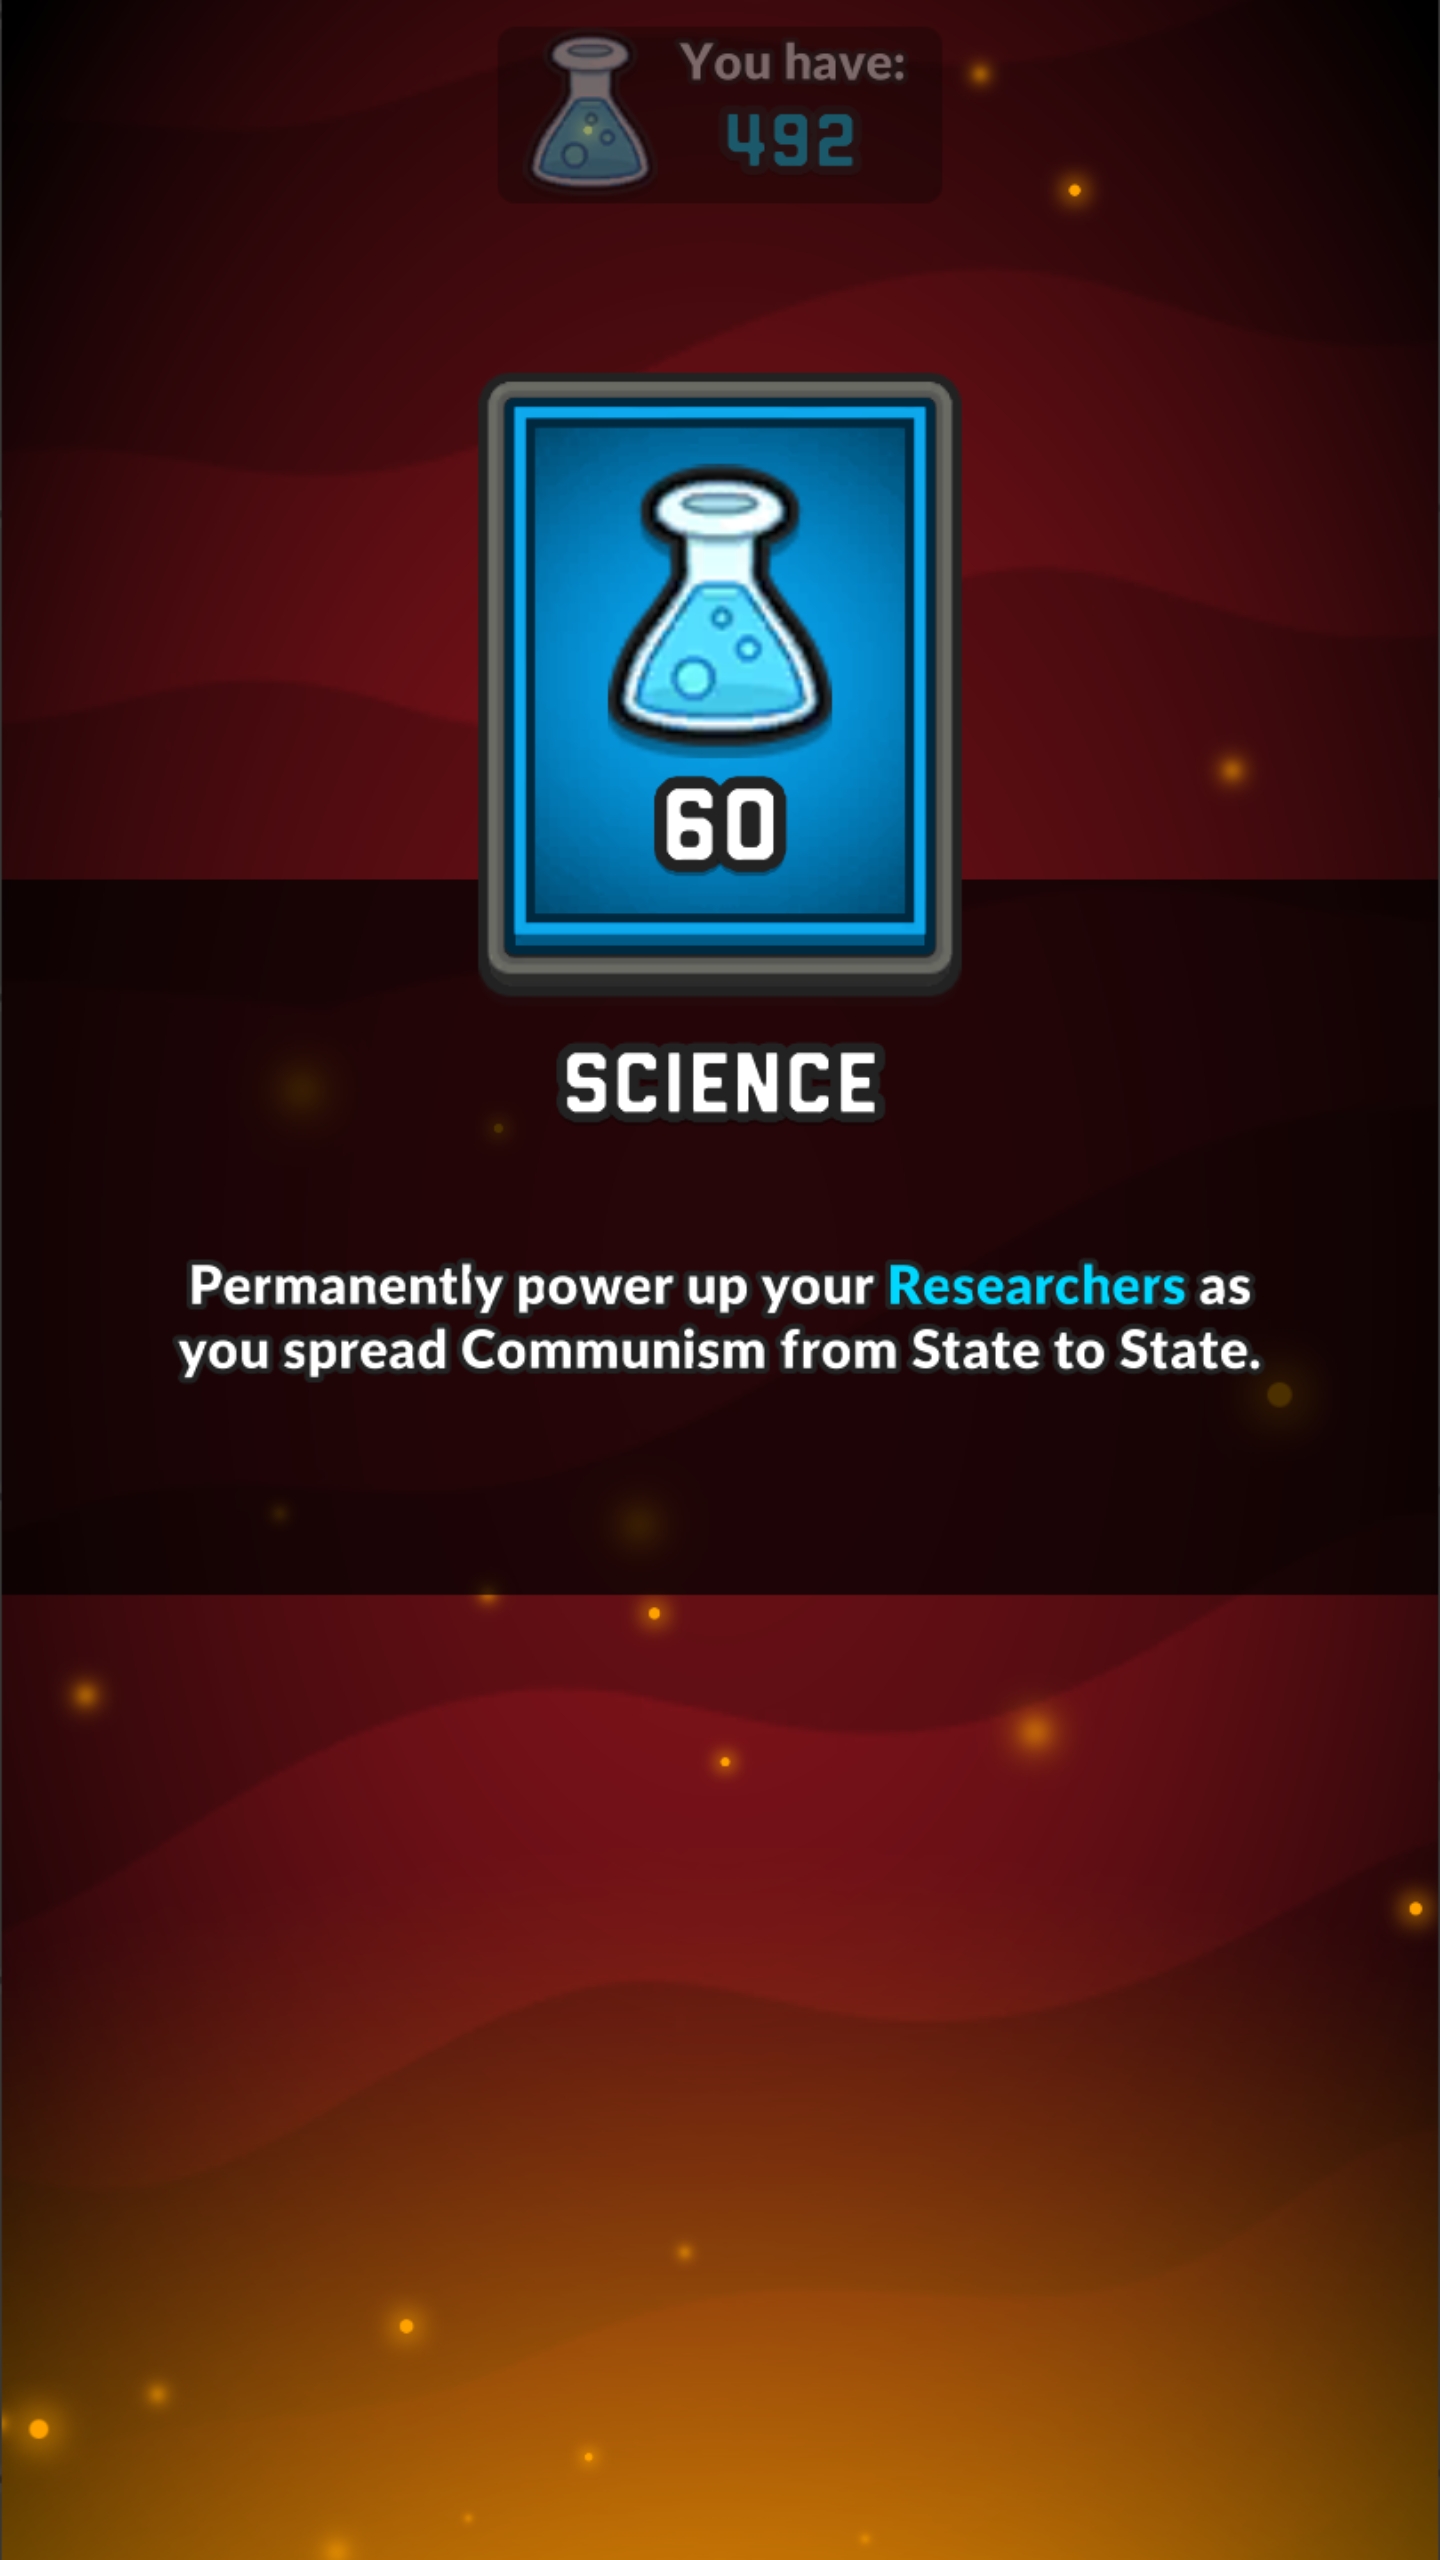 You have:
492
60
SCIENCE
Permanently power up your Researchers as
you spread Communism from State to State.